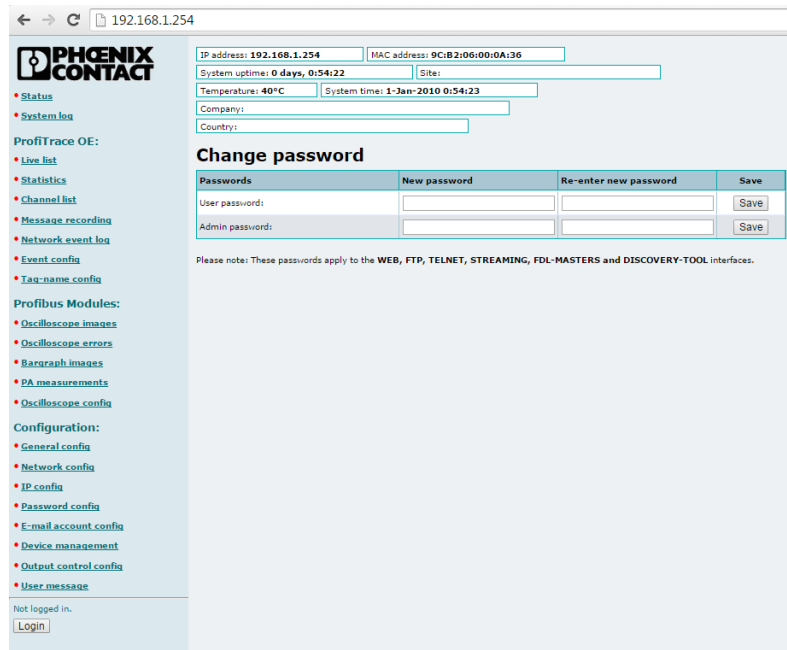 192.168.1.254
PHŒNIX
CONTACT
Status
System log
ProfiTrace OE:
Live list
Statistics
Channel list
Message recording
Network event log
Event config
Tag-name config
Profibus Modules:
Oscilloscope images
Oscilloscope errors
Bargraph images
PA measurements
Oscilloscope config
Configuration:
General config
Network config
IP config
Password config
E-mail account config
Device management
Output control config
User message
Not logged in.
Login
IP address: 192.168.1.254 MAC address: 9C:B2:06:00:0A:36
System uptime: 0 days, 0:54:22 Site:
Temperature: 40°C System time: 1-Jan-2010 0:54:23
Company:
Country:
Change password
Passwords New password Re-enter new password Save
User password: Save
Admin password: Save
Please note: These passwords apply to the WEB, FTP, TELNET, STREAMING, FDL-MASTERS and DISCOVERY-TOOL interfaces.